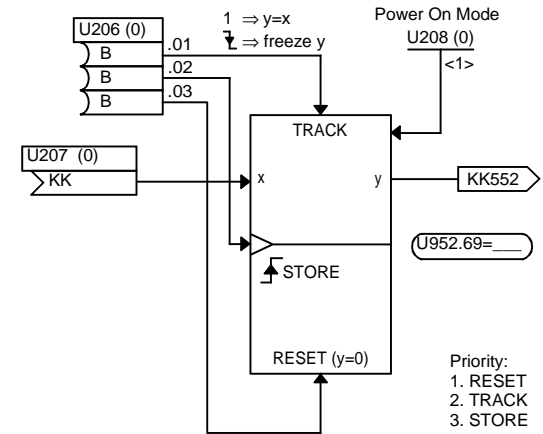 U206 (0)
B
.01
B
.02
B
.03
1 ⇒ y=x
⇒ freeze y
Power On Mode
U208 (0)
<1>
TRACK
U207 (0)
KK
x
y
KK552
U952.69=___
STORE
RESET (y=0)
Priority:
1. RESET
2. TRACK
3. STORE